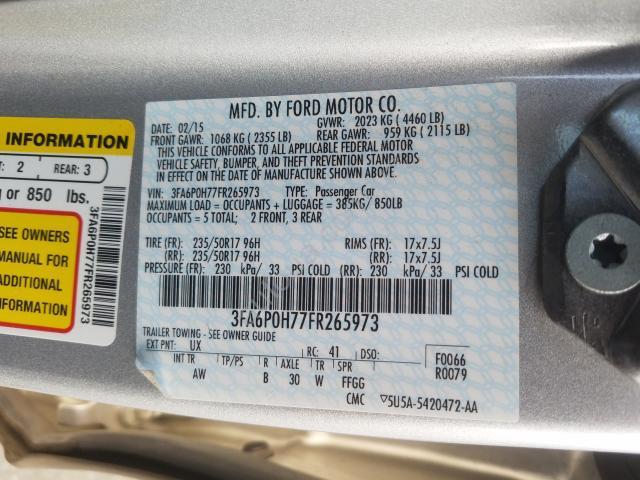 INFORMATION
T: 2
REAR: 3
g or 850 lbs.
3FA6P0H77FR265973
SEE OWNERS
MANUAL FOR
ADDITIONAL
INFORMATION
MFD. BY FORD MOTOR CO.
DATE: 02/15 GVWR: 2023 KG ( 4460 LB)
FRONT GAWR: 1068 KG ( 2355 LB) REAR GAWR: 959 KG ( 2115 LB)
THIS VEHICLE CONFORMS TO ALL APPLICABLE FEDERAL MOTOR
VEHICLE SAFETY, BUMPER, AND THEFT PREVENTION STANDARDS
IN EFFECT ON THE DATE OF MANUFACTURE SHOWN ABOVE.
VIN: 3FA6P0H77FR265973 TYPE: Passenger Car
MAXIMUM LOAD = OCCUPANTS + LUGGAGE = 385KG/ 850LB
OCCUPANTS = 5 TOTAL; 2 FRONT, 3 REAR
TIRE (FR): 235/50R17 96H RIMS (FR): 17x7.5J
(RR): 235/50R17 96H (RR): 17x7.5J
PRESSURE (FR): 230 kPa/ 33 PSI COLD (RR) 230 kPa/ 33 PSI COLD
3FA6P0H77FR265973
TRAILER TOWING - SEE OWNER GUIDE
EXT PNT: UX RC: 41 DSO: F0066
INT TR TP/PS R AXLE TR SPR R0079
AW B 30 W FFGG
CMC ▽5U5A-5420472-AA